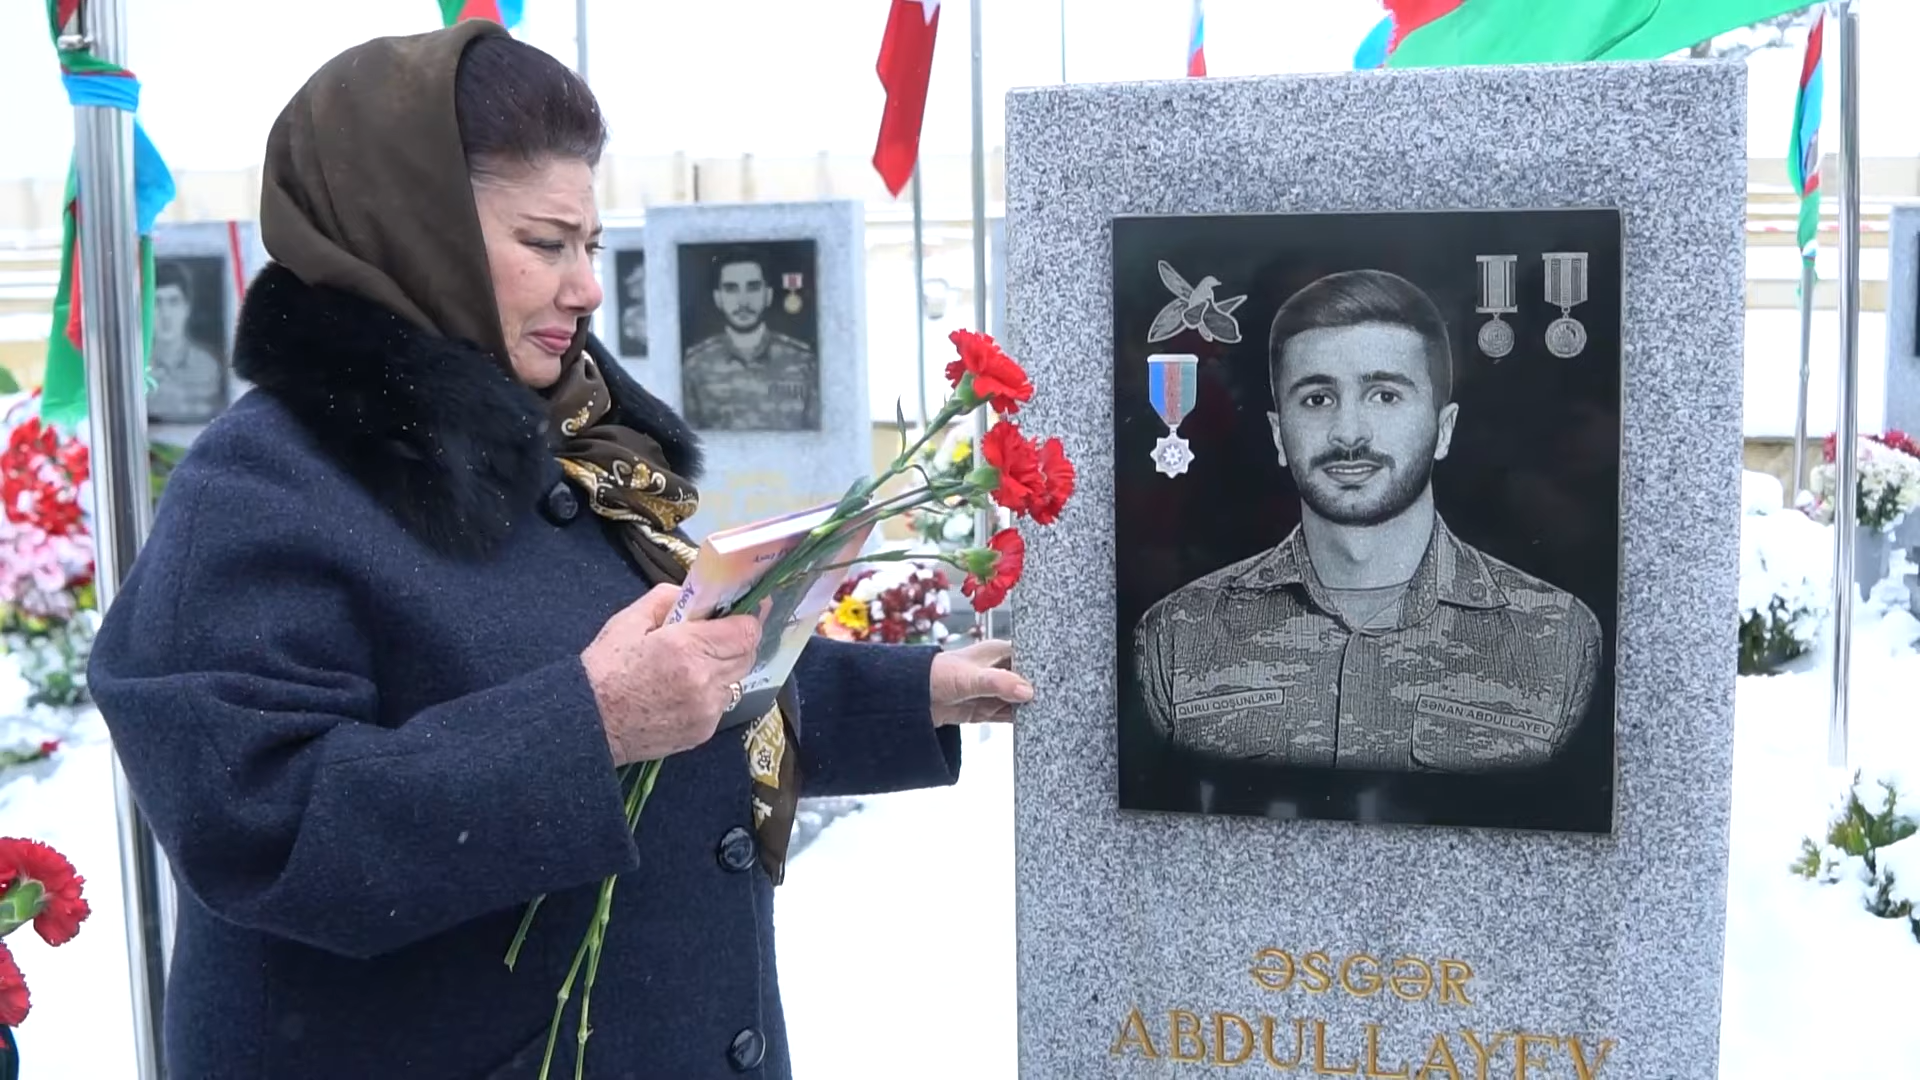 QURU QOŞUNLARI
SƏNAN ABDULLAYEV
ƏSGƏR
ABDULLAYEV